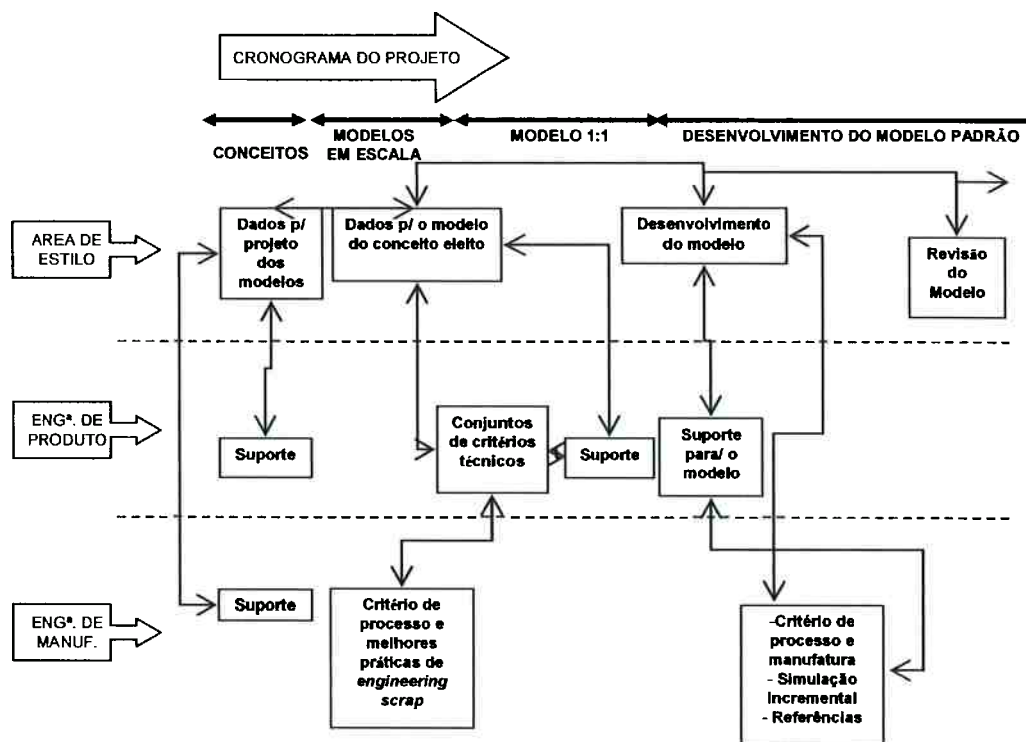 CRONOGRAMA DO PROJETO
CONCEITOS
MODELOS
EM ESCALA
MODELO 1:1
DESENVOLVIMENTO DO MODELO PADRÃO
AREA DE
ESTILO
Dados p/
projeto
dos
modelos
Dados p/ o modelo
do conceito eleito
Desenvolvimento
do modelo
Revisão
do
Modelo
ENGª. DE
PRODUTO
Suporte
Conjuntos
de critérios
técnicos
Suporte
Suporte
para/ o
modelo
ENGª. DE
MANUF.
Suporte
Critério de
processo e
melhores
práticas de
engineering
scrap
-Critério de
processo e
manufatura
- Simulação
Incremental
- Referências